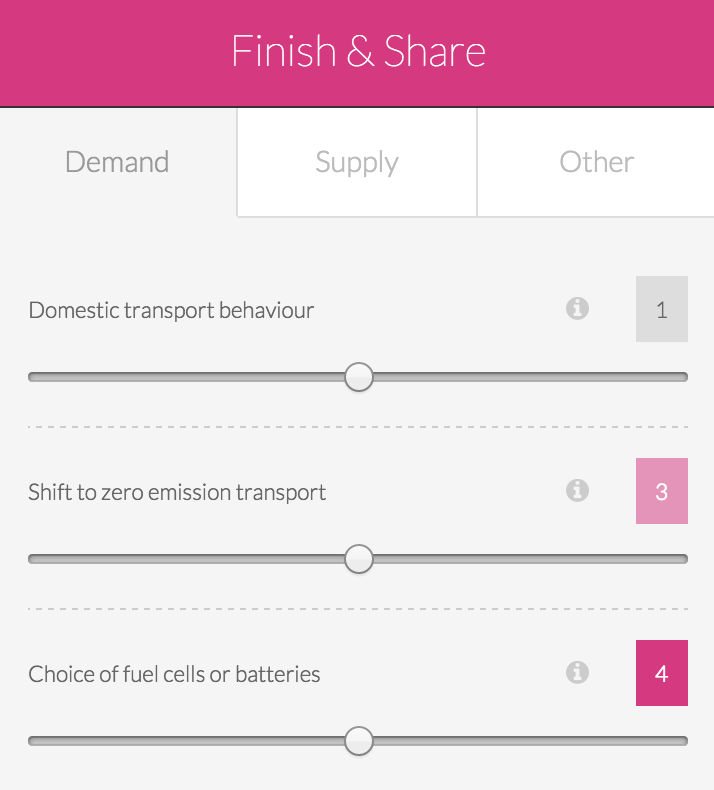 Finish & Share
Demand
Supply
Other
Domestic transport behaviour
1
Shift to zero emission transport
3
Choice of fuel cells or batteries
4